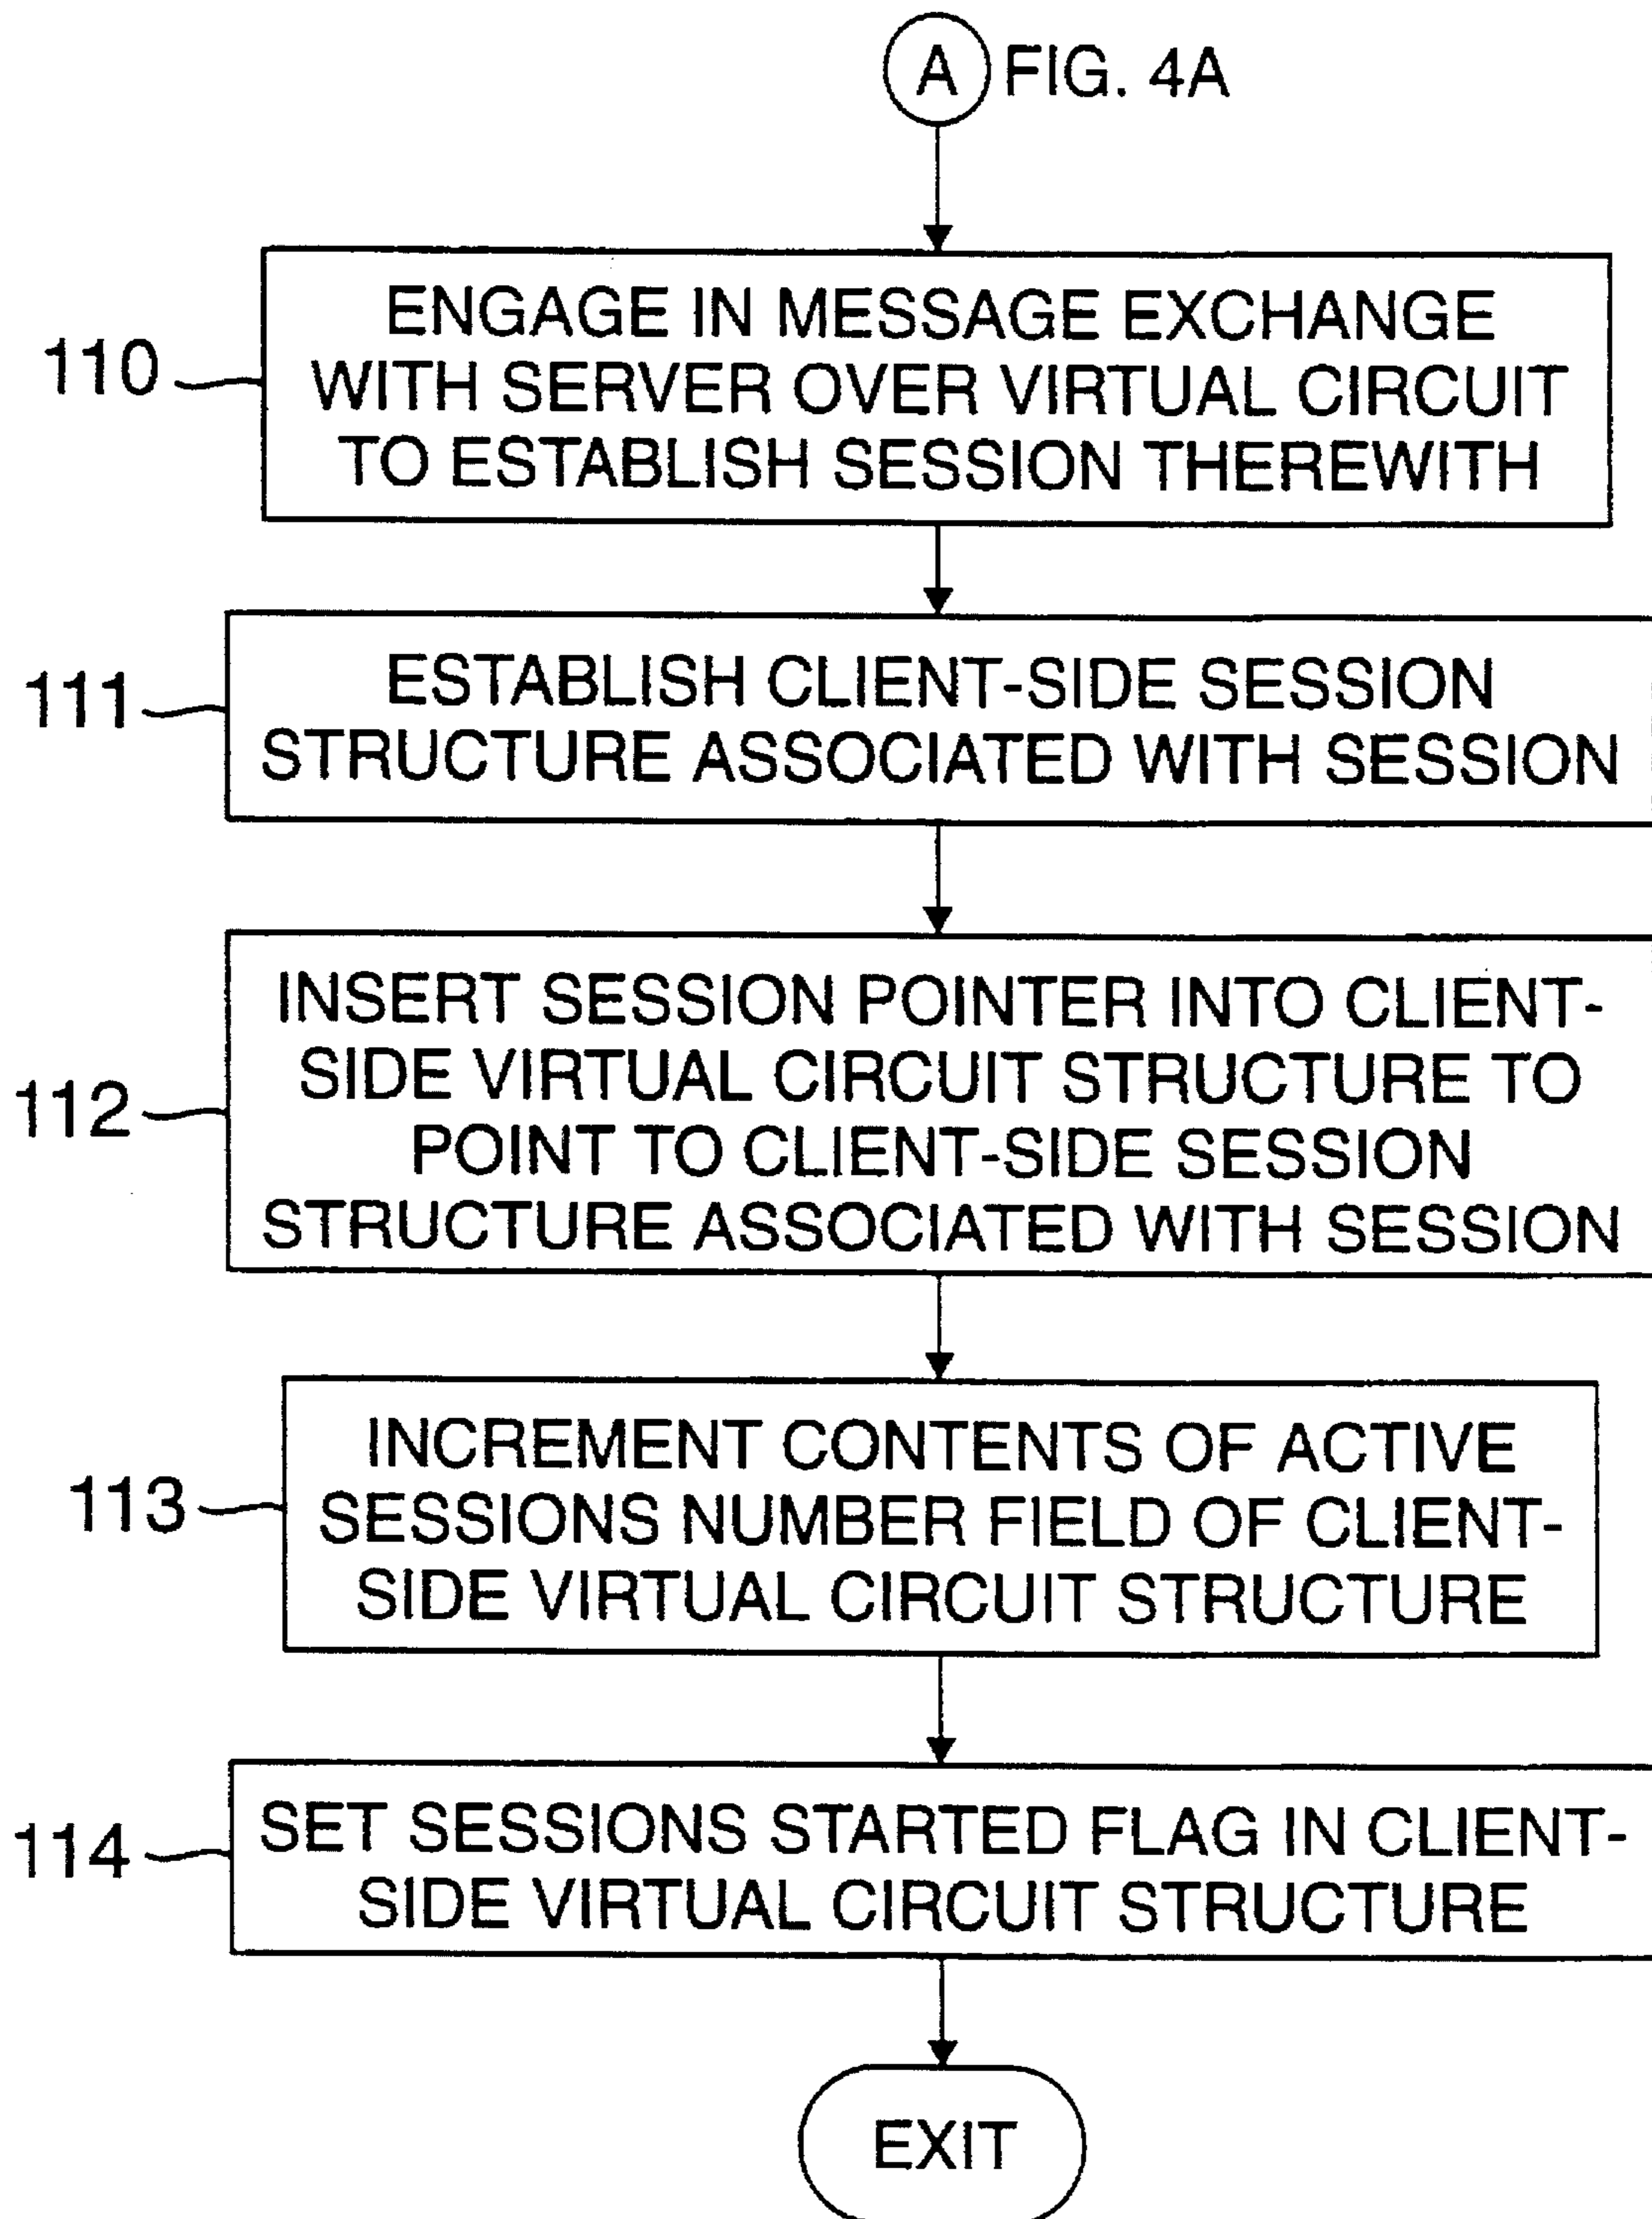 A FIG. 4A
ENGAGE IN MESSAGE EXCHANGE
110
WITH SERVER OVER VIRTUAL CIRCUIT
TO ESTABLISH SESSION THEREWITH
ESTABLISH CLIENT-SIDE SESSION
111
STRUCTURE ASSOCIATED WITH SESSION
INSERT SESSION POINTER INTO CLIENT-
SIDE VIRTUAL CIRCUIT STRUCTURE TO
112
POINT TO CLIENT-SIDE SESSION
STRUCTURE ASSOCIATED WITH SESSION
INCREMENT CONTENTS OF ACTIVE
113
SESSIONS NUMBER FIELD OF CLIENT-
SIDE VIRTUAL CIRCUIT STRUCTURE
SET SESSIONS STARTED FLAG IN CLIENT-
114
SIDE VIRTUAL CIRCUIT STRUCTURE
EXIT